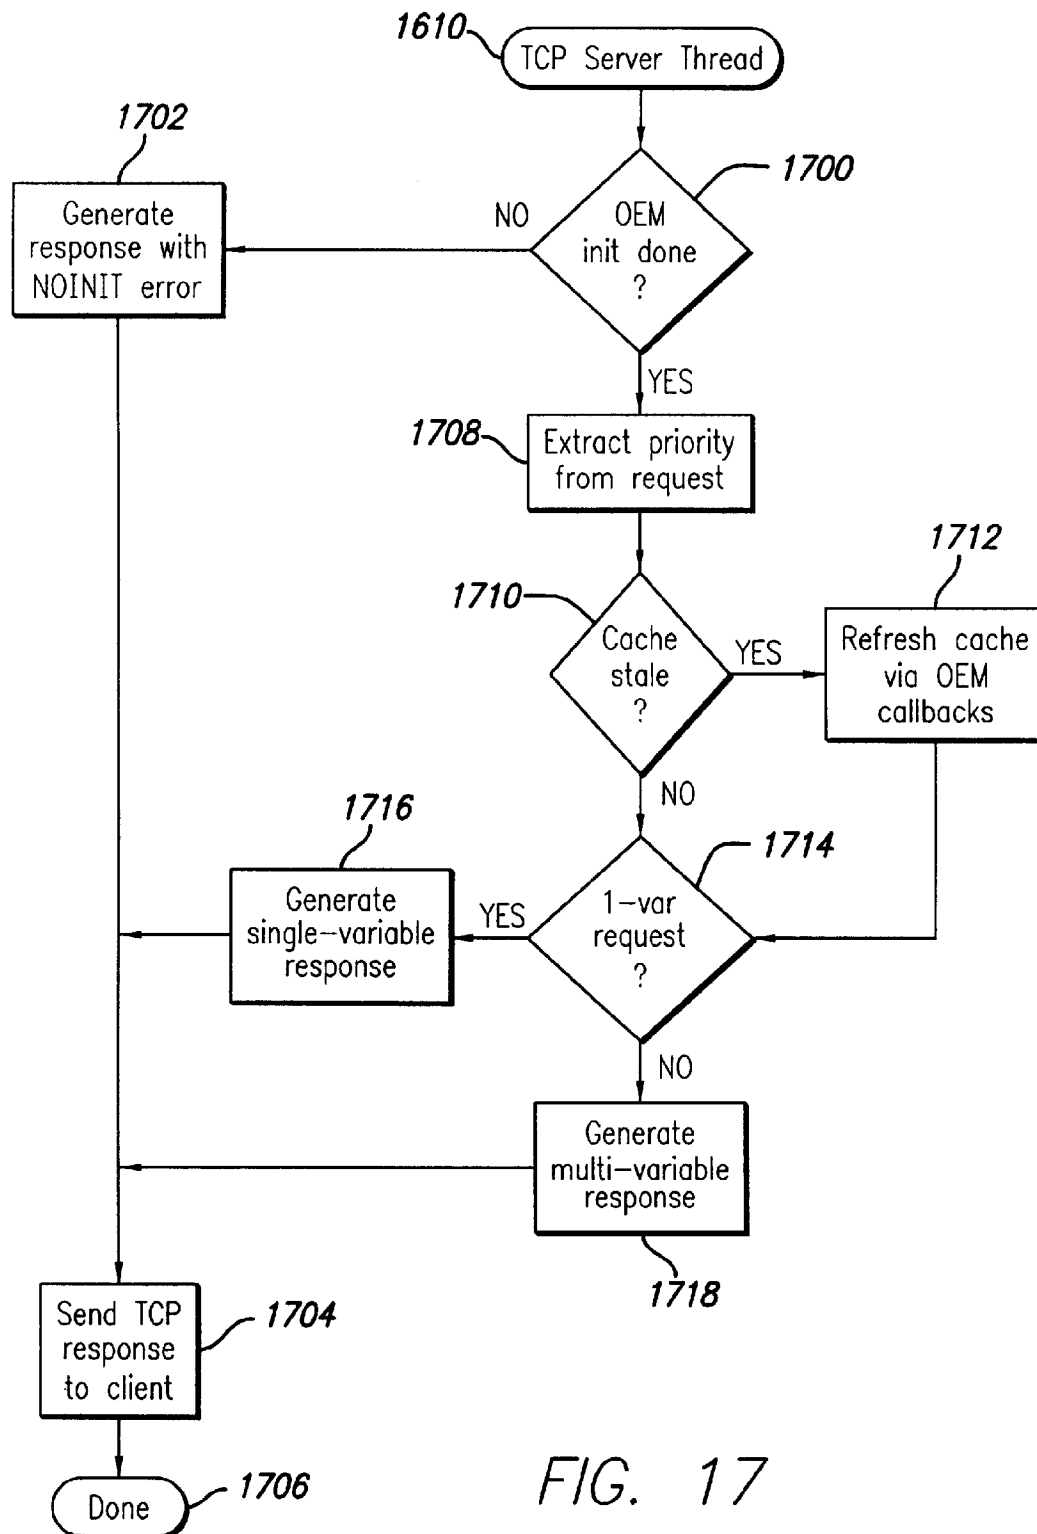 1610
TCP Server Thread
1702
1700
Generate
response with
NOINIT error
NO
OEM
init done
?
YES
1708
Extract priority
from request
1712
1710
Cache
stale
?
YES
Refresh cache
via OEM
callbacks
NO
1716
1714
Generate
single-variable
response
YES
1-var
request
?
NO
Generate
multi-variable
response
1718
Send TCP
response
to client
1704
Done
1706
FIG. 17